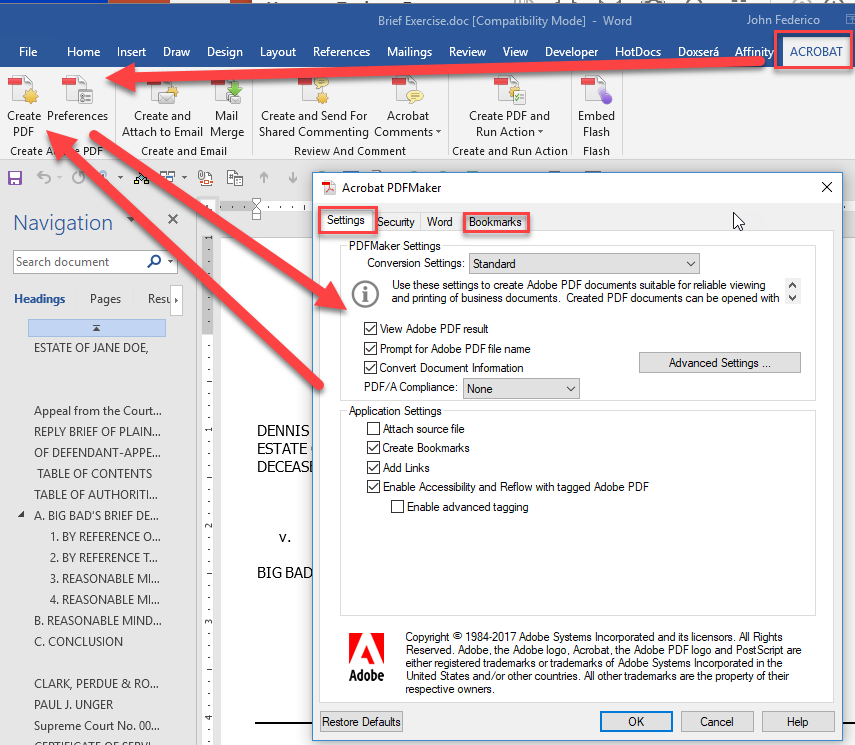 Brief Exercise.doc [Compatibility Mode] - Word John Federico
File Home Insert Draw Design Layout References Mailings Review View Developer HotDocs Doxserá Affinity ACROBAT
Create Preferences Create and Mail Create and Send For Acrobat Create PDF and Embed
PDF Attach to Email Merge Shared Commenting Comments Run Action Flash
Create PDF Create and Email Review And Comment Create and Run Action Flash
Acrobat PDFMaker
Navigation
Settings Security Word Bookmarks
PDFMaker Settings
Search document
Conversion Settings: Standard
Use these settings to create Adobe PDF documents suitable for reliable viewing
and printing of business documents. Created PDF documents can be opened with
Headings Pages Resu
View Adobe PDF result
ESTATE OF JANE DOE,
Prompt for Adobe PDF file name
Convert Document Information
Advanced Settings ...
PDF/A Compliance: None
Application Settings
Appeal from the Court...
Attach source file
REPLY BRIEF OF PLAIN...
DENNIS
Create Bookmarks
OF DEFENDANT-APPE...
ESTATE
Add Links
TABLE OF CONTENTS
DECEASE
Enable Accessibility and Reflow with tagged Adobe PDF
TABLE OF AUTHORITI...
Enable advanced tagging
A. BIG BAD'S BRIEF DE...
1. BY REFERENCE O...
v.
2. BY REFERENCE T...
3. REASONABLE MI...
BIG BAD
4. REASONABLE MI...
B. REASONABLE MIND...
C. CONCLUSION
Adobe
Copyright © 1984-2017 Adobe Systems Incorporated and its licensors. All Rights
Reserved. Adobe, the Adobe logo, Acrobat, the Adobe PDF logo and PostScript are
either registered trademarks or trademarks of Adobe Systems Incorporated in the
United States and/or other countries. All other trademarks are the property of their
respective owners.
CLARK, PERDUE & RO...
PAUL J. UNGER
Supreme Court No. 00...
Restore Defaults OK Cancel Help